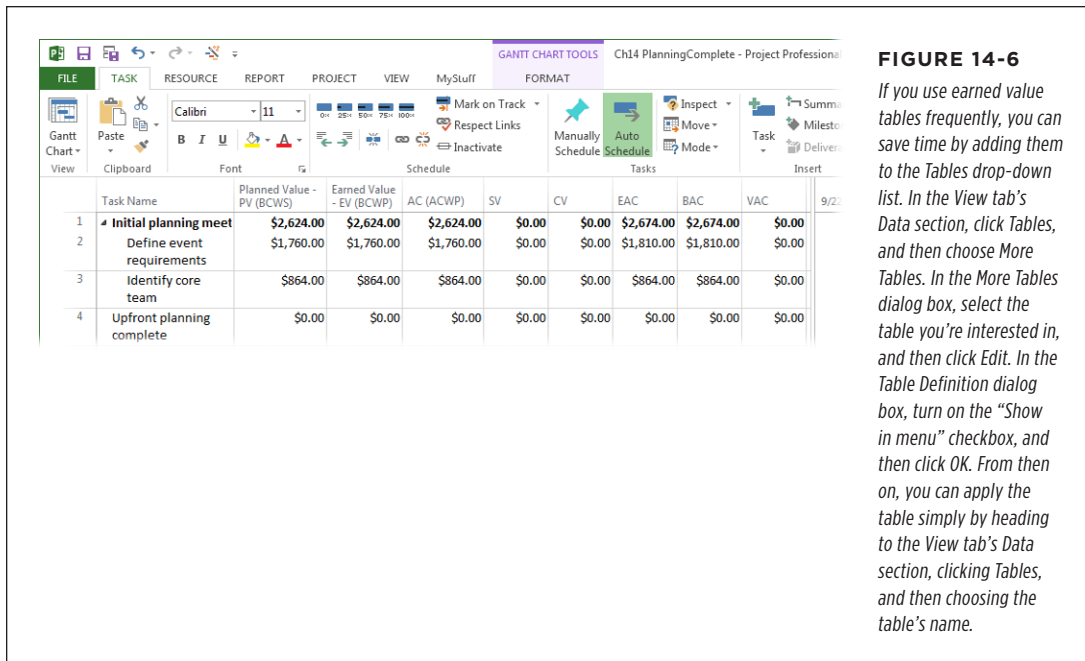 GANTT CHART TOOLS Ch14 PlanningComplete - Project Professional
FILE TASK RESOURCE REPORT PROJECT VIEW MyStuff FORMAT
Gantt Chart
View
Paste
Clipboard
Calibri 11
B I U A
Font
0× 25× 50× 75× 100×
Mark on Track
Respect Links
Inactivate
Schedule
Manually Schedule
Auto Schedule
Inspect
Move
Mode
Tasks
Task
Summa
Milesto
Delivera
Insert
Task Name Planned Value - PV (BCWS) Earned Value - EV (BCWP) AC (ACWP) SV CV EAC BAC VAC 9/22
1 Initial planning meet $2,624.00 $2,624.00 $2,624.00 $0.00 $0.00 $2,674.00 $2,674.00 $0.00
2 Define event requirements $1,760.00 $1,760.00 $1,760.00 $0.00 $0.00 $1,810.00 $1,810.00 $0.00
3 Identify core team $864.00 $864.00 $864.00 $0.00 $0.00 $864.00 $864.00 $0.00
4 Upfront planning complete $0.00 $0.00 $0.00 $0.00 $0.00 $0.00 $0.00 $0.00
FIGURE 14-6
If you use earned value
tables frequently, you can
save time by adding them
to the Tables drop-down
list. In the View tab's
Data section, click Tables,
and then choose More
Tables. In the More Tables
dialog box, select the
table you're interested in,
and then click Edit. In the
Table Definition dialog
box, turn on the “Show
in menu” checkbox, and
then click OK. From then
on, you can apply the
table simply by heading
to the View tab's Data
section, clicking Tables,
and then choosing the
table's name.